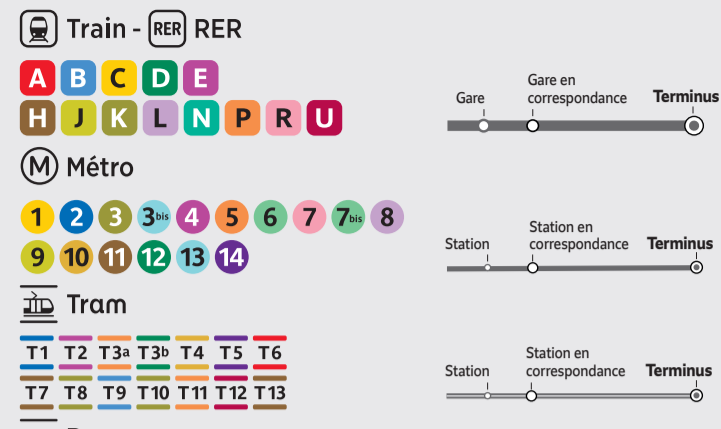 Train - RER RER
A B C D E
H J K L N P R U
Gare
Gare en
correspondance
Terminus
M Métro
1 2 3 3bis 4 5 6 7 7bis 8
9 10 11 12 13 14
Station
Station en
correspondance
Terminus
Tram
T1 T2 T3a T3b T4 T5 T6
T7 T8 T9 T10 T11 T12 T13
Station
Station en
correspondance
Terminus